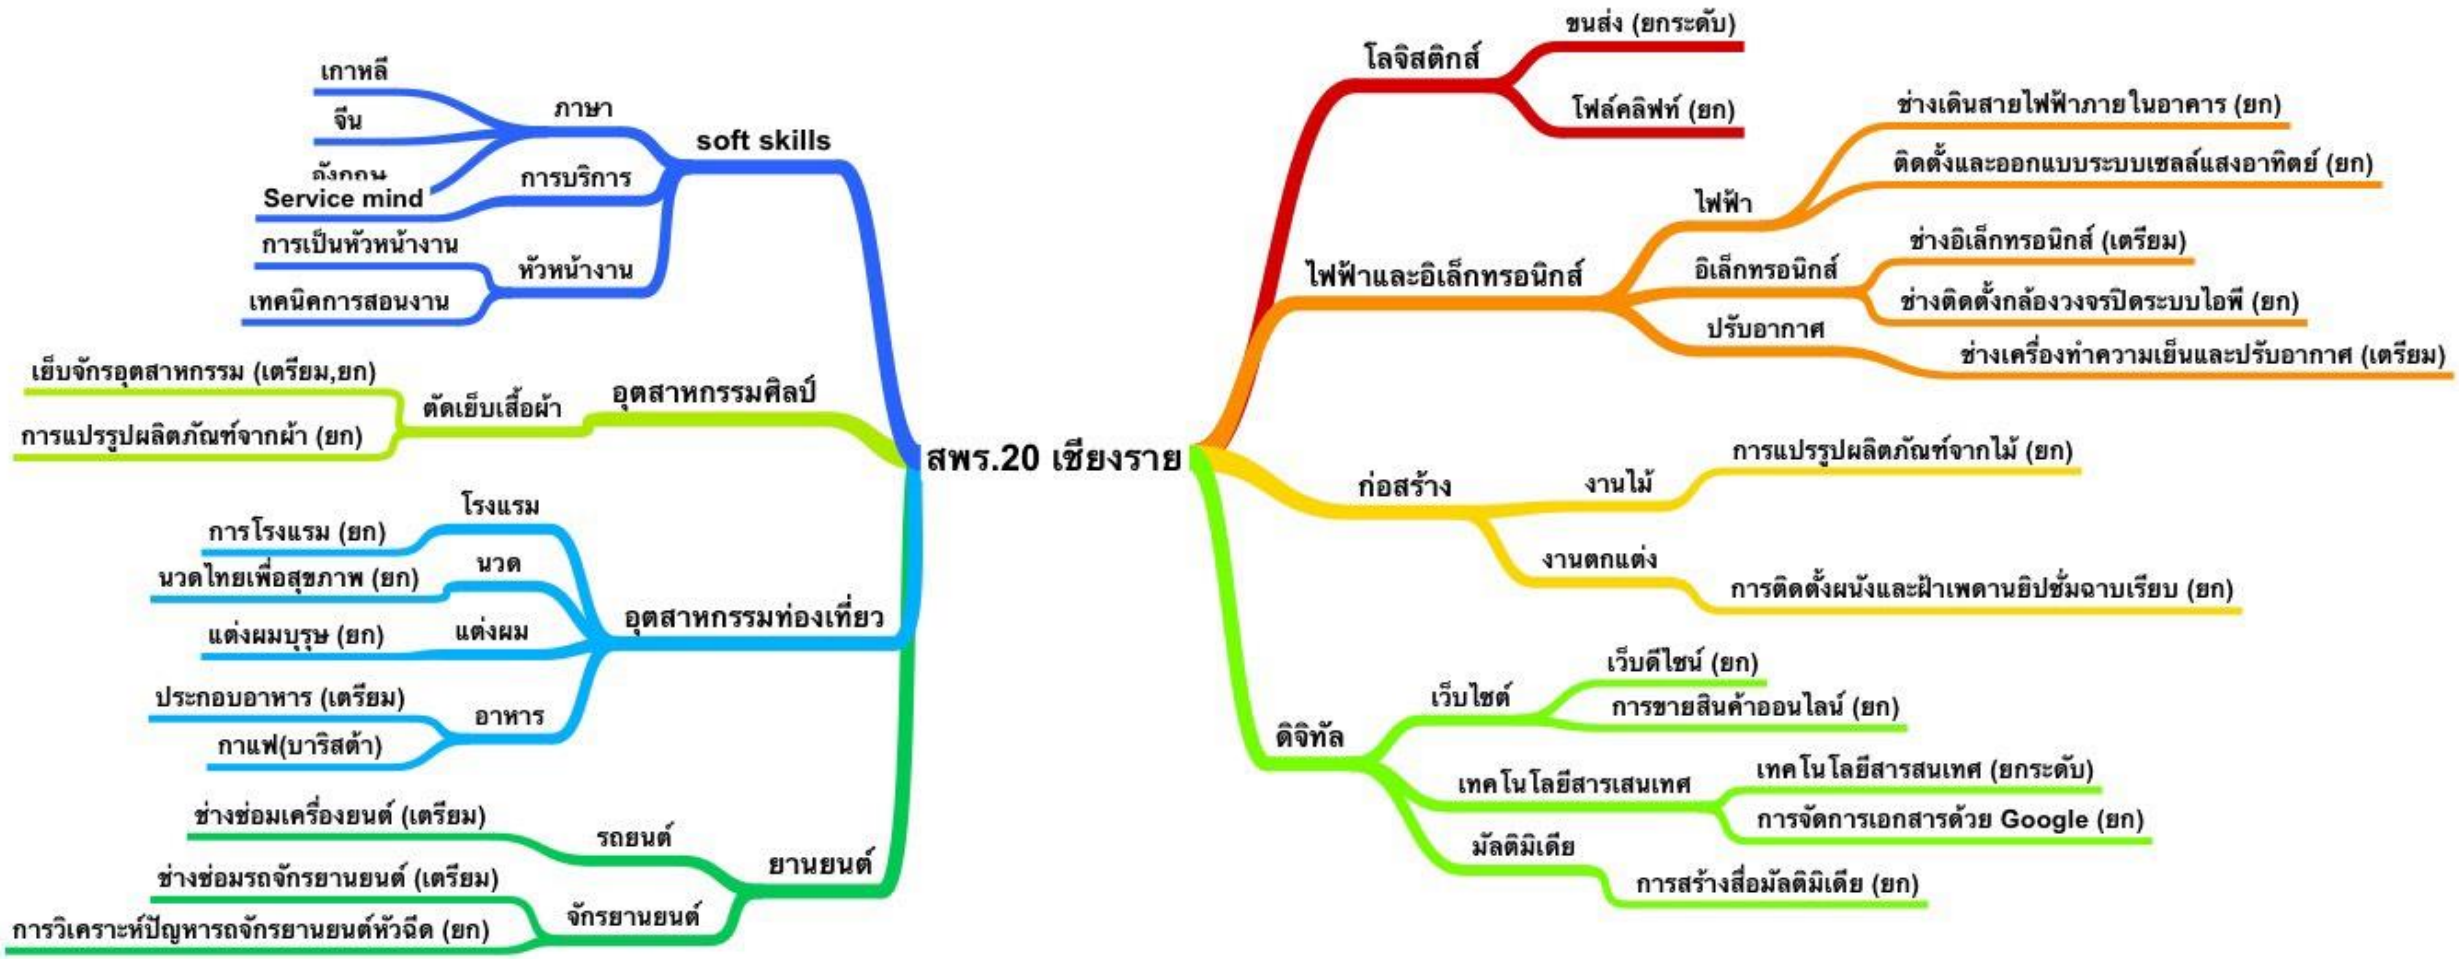 สพร.20 เชียงราย
soft skills
ภาษา
เกาหลี
จีน
การบริการ
Service mind
หัวหน้างาน
การเป็นหัวหน้างาน
เทคนิคการสอนงาน
อุตสาหกรรมศิลป์
ตัดเย็บเสื้อผ้า
เย็บจักรอุตสาหกรรม (เตรียม,ยก)
การแปรรูปผลิตภัณฑ์จากผ้า (ยก)
อุตสาหกรรมท่องเที่ยว
โรงแรม
การโรงแรม (ยก)
นวด
นวดไทยเพื่อสุขภาพ (ยก)
แต่งผม
แต่งผมบุรุษ (ยก)
อาหาร
ประกอบอาหาร (เตรียม)
กาแฟ(บาริสต้า)
ยานยนต์
รถยนต์
ช่างซ่อมเครื่องยนต์ (เตรียม)
จักรยานยนต์
ช่างซ่อมรถจักรยานยนต์ (เตรียม)
การวิเคราะห์ปัญหารถจักรยานยนต์หัวฉีด (ยก)
โลจิสติกส์
ขนส่ง (ยกระดับ)
โฟล์คลิฟท์ (ยก)
ไฟฟ้าและอิเล็กทรอนิกส์
ไฟฟ้า
ช่างเดินสายไฟฟ้าภายในอาคาร (ยก)
ติดตั้งและออกแบบระบบเซลล์แสงอาทิตย์ (ยก)
อิเล็กทรอนิกส์
ช่างอิเล็กทรอนิกส์ (เตรียม)
ช่างติดตั้งกล้องวงจรปิดระบบไอพี (ยก)
ปรับอากาศ
ช่างเครื่องทำความเย็นและปรับอากาศ (เตรียม)
ก่อสร้าง
งานไม้
การแปรรูปผลิตภัณฑ์จากไม้ (ยก)
งานตกแต่ง
การติดตั้งผนังและฝ้าเพดานยิปซั่มฉาบเรียบ (ยก)
ดิจิทัล
เว็บไซต์
เว็บดีไซน์ (ยก)
การขายสินค้าออนไลน์ (ยก)
เทคโนโลยีสารเสนเทศ
เทคโนโลยีสารสนเทศ (ยกระดับ)
การจัดการเอกสารด้วย Google (ยก)
มัลติมิเดีย
การสร้างสื่อมัลติมิเดีย (ยก)